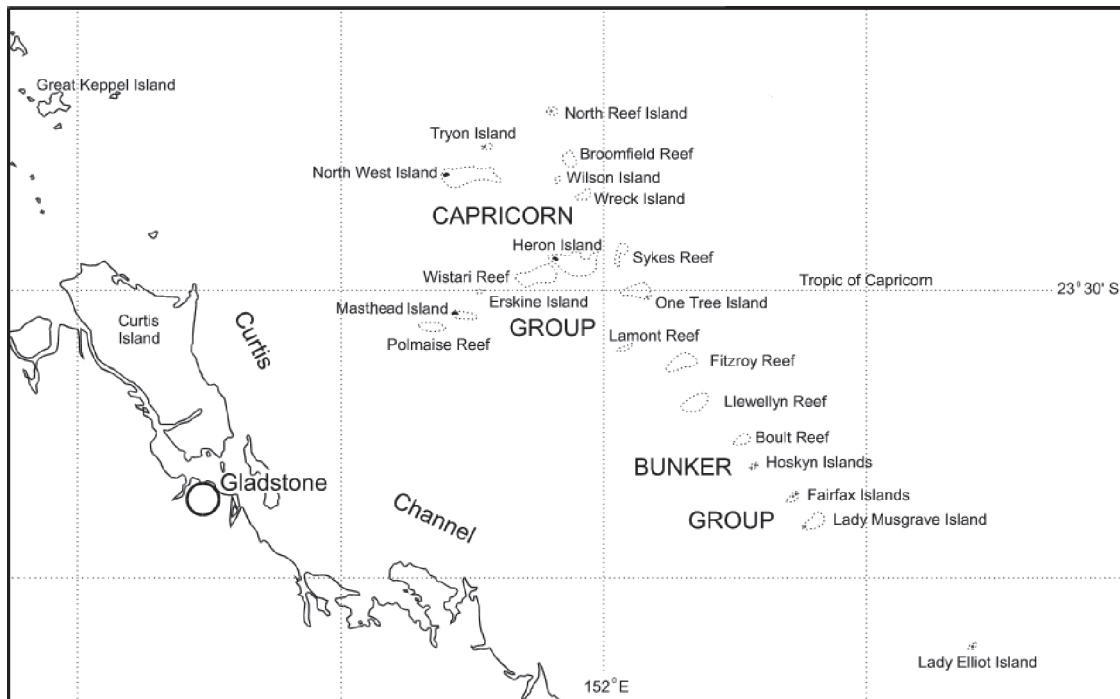 Great Keppel Island
North Reef Island
Tryon Island
Broomfield Reef
North West Island
Wilson Island
Wreck Island
CAPRICORN
Heron Island
Sykes Reef
Wistari Reef
Tropic of Capricorn
23° 30' S
Erskine Island
One Tree Island
Masthead Island
GROUP
Curtis
Island
Curtis
Polmaise Reef
Lamont Reef
Fitzroy Reef
Llewellyn Reef
Boult Reef
BUNKER
Hoskyn Islands
Gladstone
Fairfax Islands
Channel
GROUP
Lady Musgrave Island
Lady Elliot Island
152°E